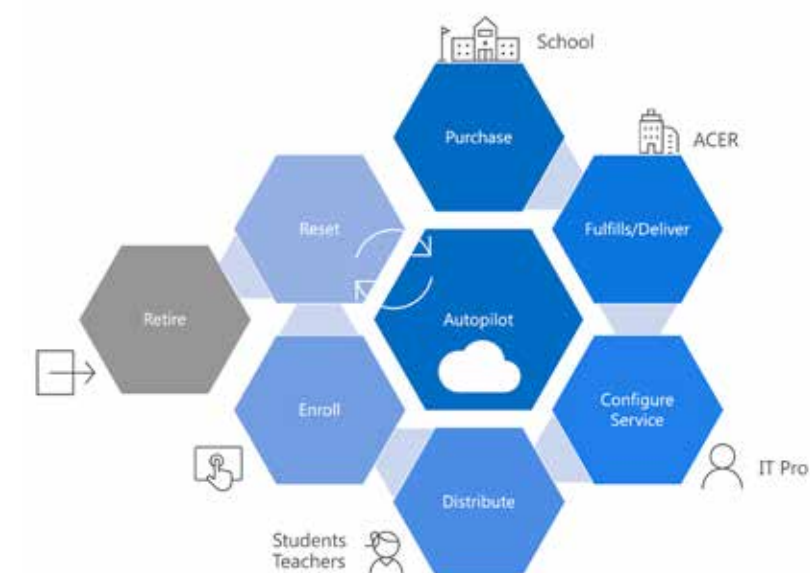 School
Purchase
ACER
Reset
Fulfills/Deliver
Retire
Autopilot
Enroll
Configure
Service
IT Pro
Distribute
Students
Teachers